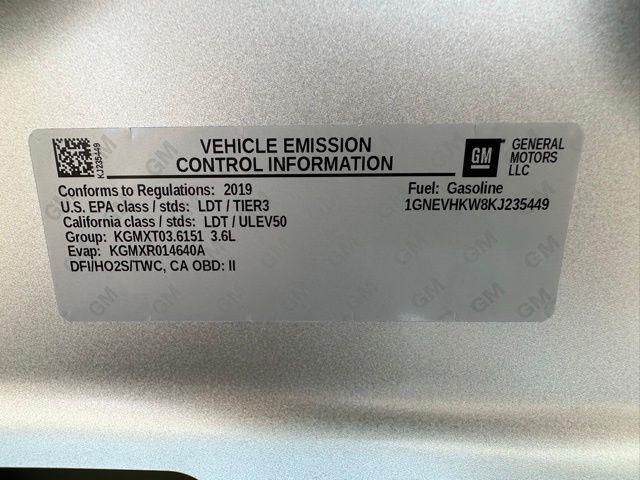 KJ235449
VEHICLE EMISSION
CONTROL INFORMATION
GM
GENERAL
MOTORS
LLC
Conforms to Regulations: 2019
U.S. EPA class / stds: LDT / TIER3
California class / stds: LDT / ULEV50
Group: KGMXT03.6151 3.6L
Evap: KGMXR014640A
DFI/HO2S/TWC, CA OBD: II
Fuel: Gasoline
1GNEVHKW8KJ235449